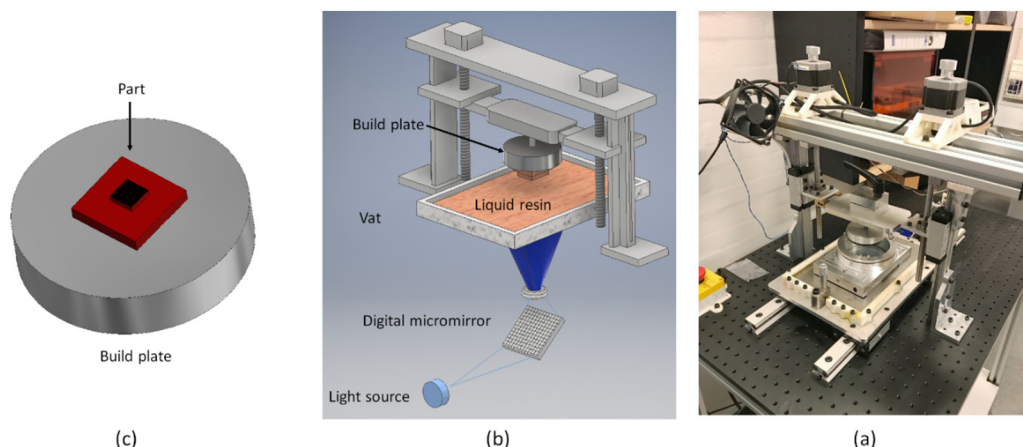 Part
Build plate
(c)
Build plate
Liquid resin
Vat
Digital micromirror
Light source
(b)
(a)